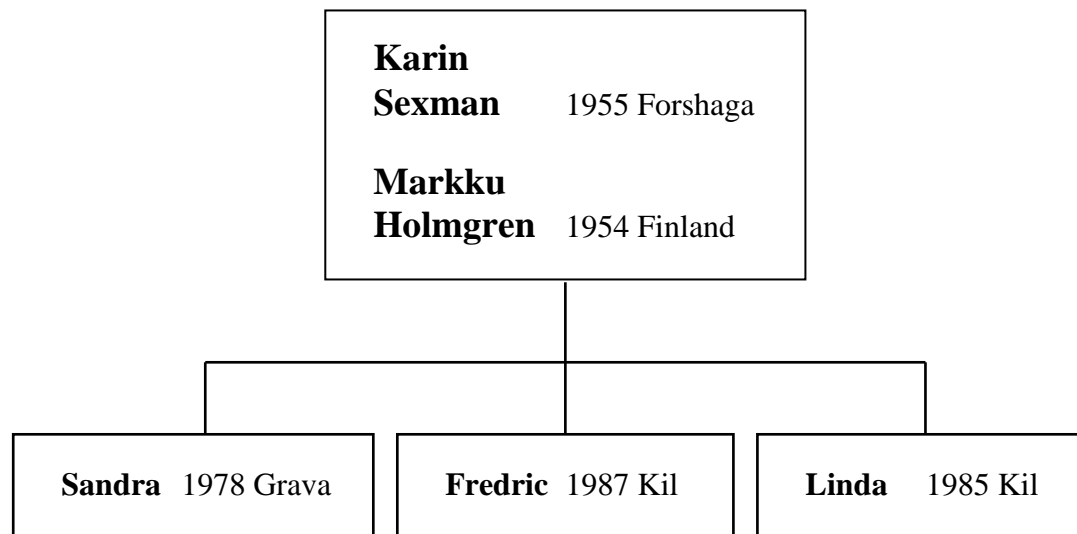 Karin
Sexman 1955 Forshaga
Markku
Holmgren 1954 Finland
Sandra 1978 Grava
Fredric 1987 Kil
Linda 1985 Kil